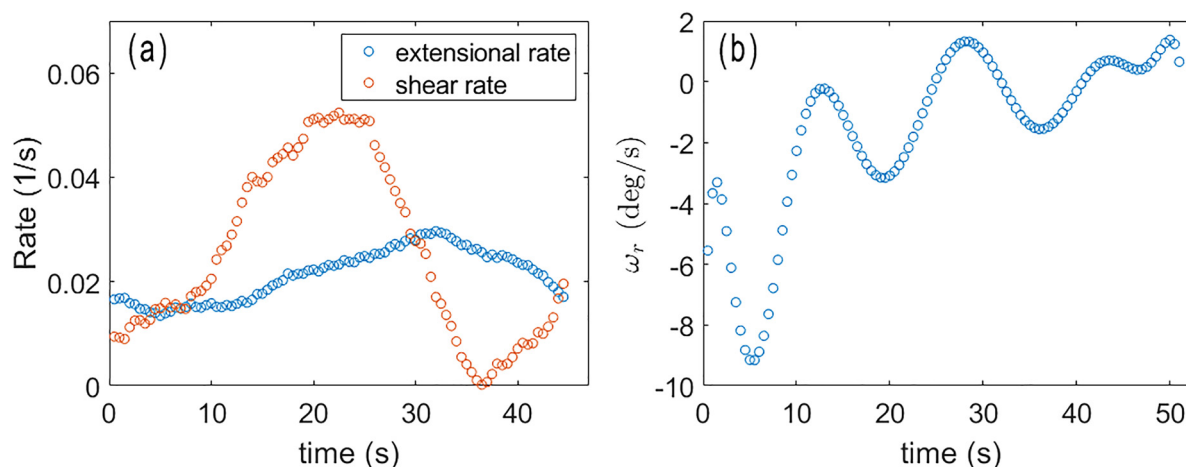 (a)
extensional rate
shear rate
Rate (1/s)
0.06
0.04
0.02
0
0 10 20 30 40
time (s)
(b)
ω_r (deg/s)
2
0
-2
-4
-6
-8
-10
0 10 20 30 40 50
time (s)